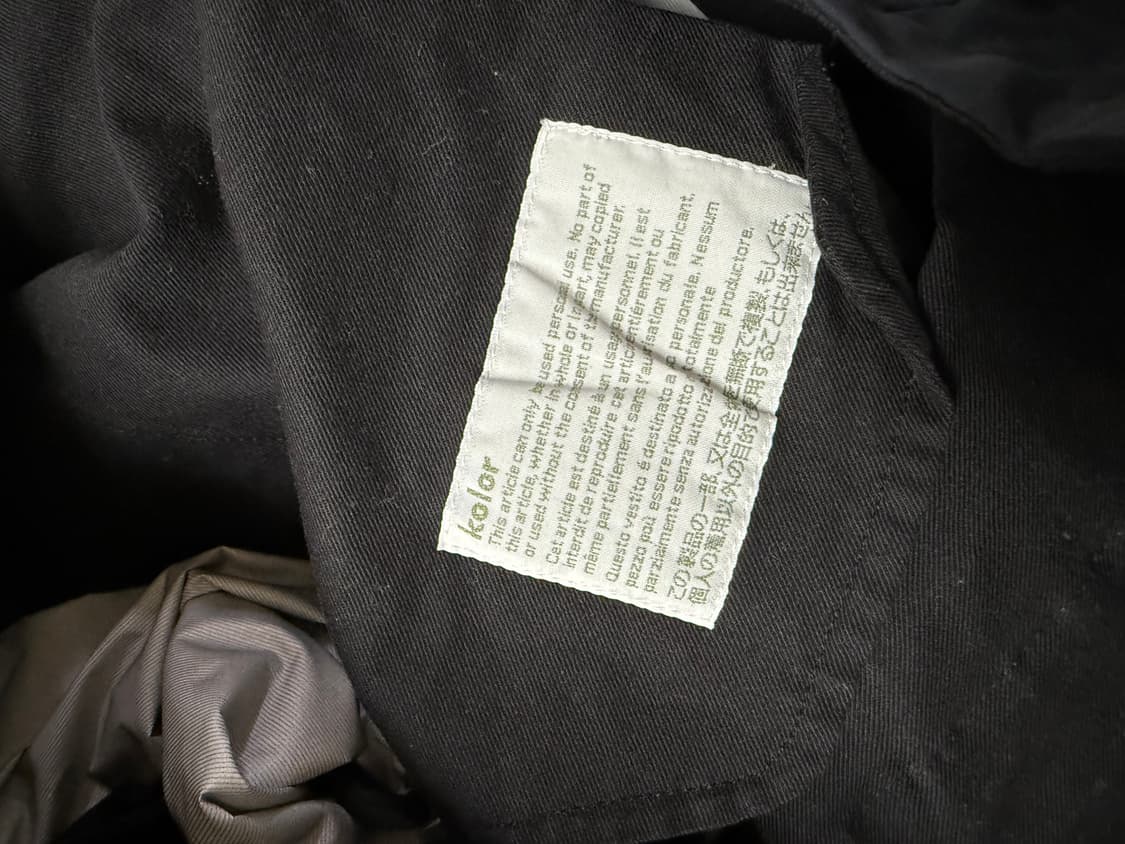 kolor
This article can only be used personal use. No part of
this article, whether in whole or in part, may copied
or used without the consent of the manufacturer.
Cet article est destiné à un usage personnel. Il est
interdit de reproduire cet article entièrement ou
même partiellement sans l'autorisation du fabricant.
Questo vestito é destinato a personale. Nessum
pezzo può essere ripodotto totalmente
parzialmente senza autorizzazione del productore.
この製品の一部、又は全部を無断で複製、もしくは、
個人の着用以外の目的で使用することは出来ません